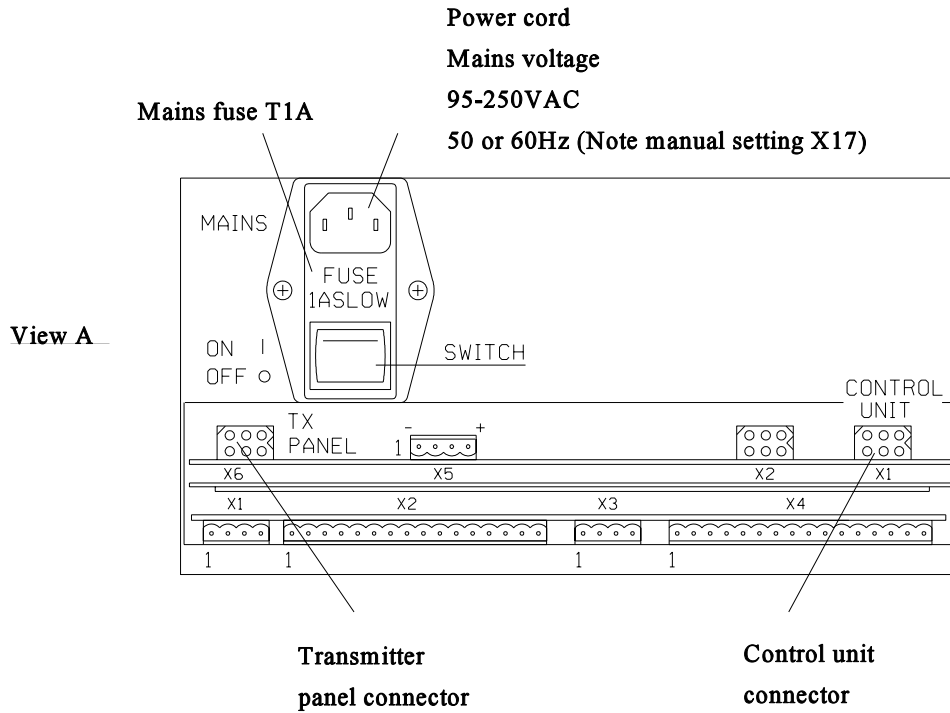 Power cord
Mains voltage
95-250VAC
Mains fuse T1A
50 or 60Hz (Note manual setting X17)
MAINS
FUSE
1ASLOW
View A
ON |
OFF O
SWITCH
CONTROL
UNIT
TX
PANEL
- +
1
X6 X5 X2 X1
X1 X2 X3 X4
1 1 1 1
Transmitter
panel connector
Control unit
connector